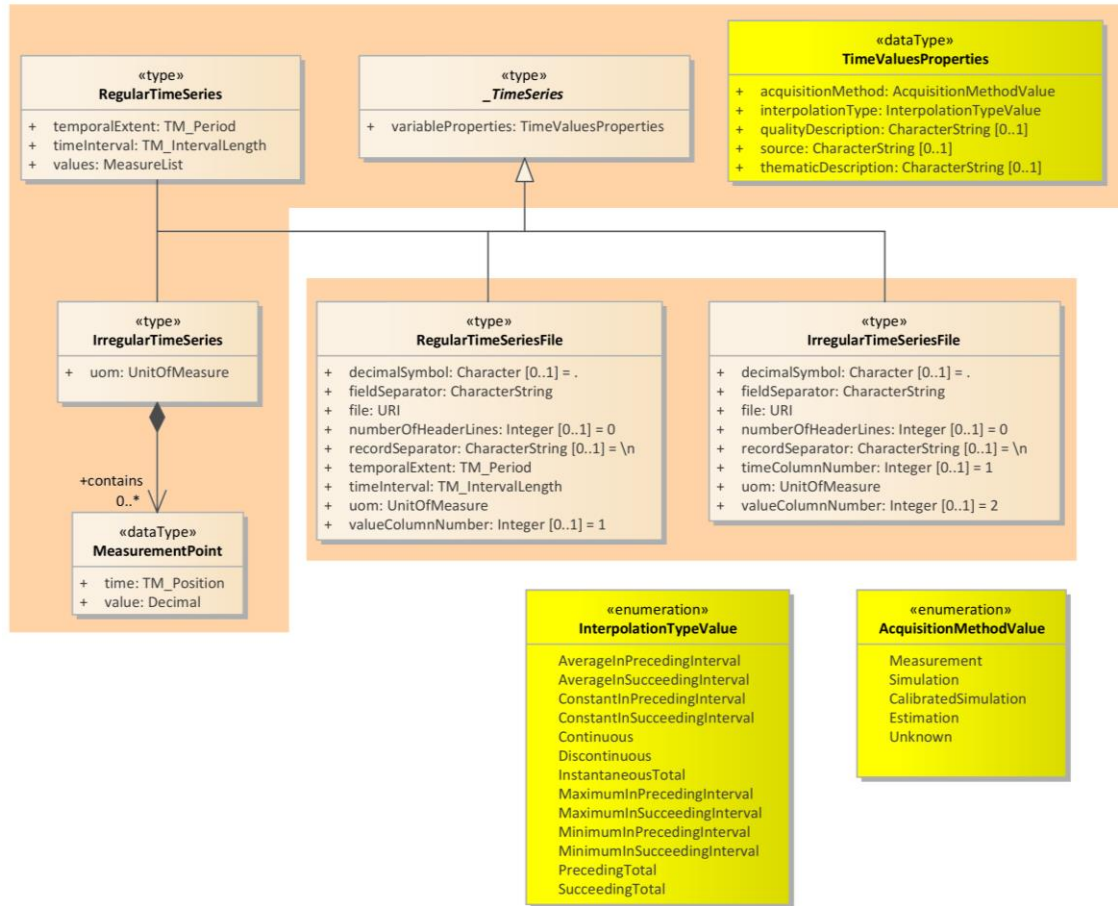 «type»
RegularTimeSeries
+ temporalExtent: TM_Period
+ timeInterval: TM_IntervalLength
+ values: MeasureList
«type»
_TimeSeries
+ variableProperties: TimeValuesProperties
«dataType»
TimeValuesProperties
+ acquisitionMethod: AcquisitionMethodValue
+ interpolationType: InterpolationTypeValue
+ qualityDescription: CharacterString [0..1]
+ source: CharacterString [0..1]
+ thematicDescription: CharacterString [0..1]
«type»
IrregularTimeSeries
+ uom: UnitOfMeasure
+contains
0..*
«dataType»
MeasurementPoint
+ time: TM_Position
+ value: Decimal
«type»
RegularTimeSeriesFile
+ decimalSymbol: Character [0..1] = .
+ fieldSeparator: CharacterString
+ file: URI
+ numberOfHeaderLines: Integer [0..1] = 0
+ recordSeparator: CharacterString [0..1] = \n
+ temporalExtent: TM_Period
+ timeInterval: TM_IntervalLength
+ uom: UnitOfMeasure
+ valueColumnNumber: Integer [0..1] = 1
«type»
IrregularTimeSeriesFile
+ decimalSymbol: Character [0..1] = .
+ fieldSeparator: CharacterString
+ file: URI
+ numberOfHeaderLines: Integer [0..1] = 0
+ recordSeparator: CharacterString [0..1] = \n
+ timeColumnNumber: Integer [0..1] = 1
+ uom: UnitOfMeasure
+ valueColumnNumber: Integer [0..1] = 2
«enumeration»
InterpolationTypeValue
AverageInPrecedingInterval
AverageInSucceedingInterval
ConstantInPrecedingInterval
ConstantInSucceedingInterval
Continuous
Discontinuous
InstantaneousTotal
MaximumInPrecedingInterval
MaximumInSucceedingInterval
MinimumInPrecedingInterval
MinimumInSucceedingInterval
PrecedingTotal
SucceedingTotal
«enumeration»
AcquisitionMethodValue
Measurement
Simulation
CalibratedSimulation
Estimation
Unknown